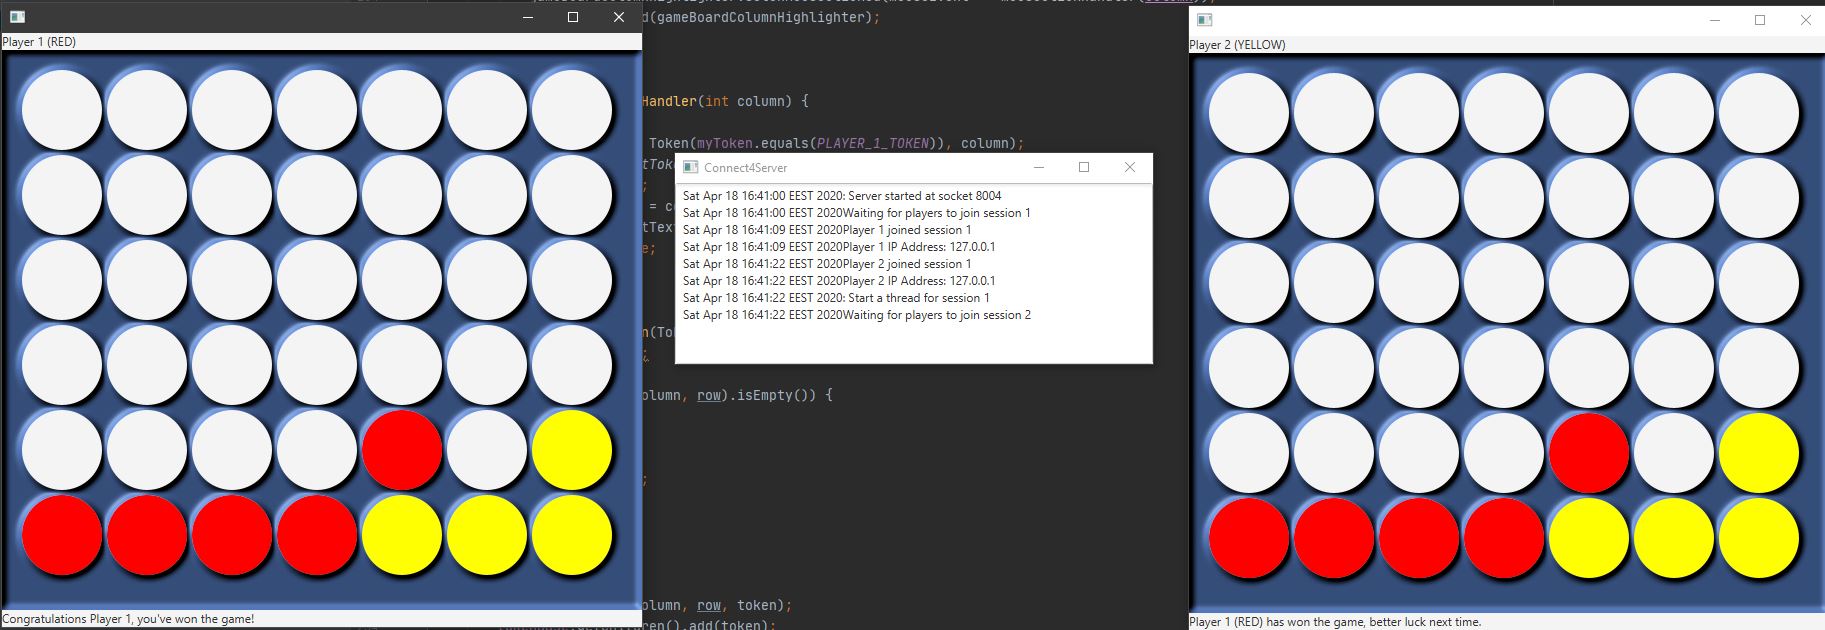 d(gameBoardColumnHighlighter);
Player 1 (RED)
Player 2 (YELLOW)
Handler(int column) {
Token(myToken.equals(PLAYER_1_TOKEN)), column);
Connect4Server
Sat Apr 18 16:41:00 EEST 2020: Server started at socket 8004
Sat Apr 18 16:41:00 EEST 2020Waiting for players to join session 1
Sat Apr 18 16:41:09 EEST 2020Player 1 joined session 1
Sat Apr 18 16:41:09 EEST 2020Player 1 IP Address: 127.0.0.1
Sat Apr 18 16:41:22 EEST 2020Player 2 joined session 1
Sat Apr 18 16:41:22 EEST 2020Player 2 IP Address: 127.0.0.1
Sat Apr 18 16:41:22 EEST 2020: Start a thread for session 1
Sat Apr 18 16:41:22 EEST 2020Waiting for players to join session 2
olumn, row).isEmpty()) {
olumn, row, token);
.add(token);
Congratulations Player 1, you've won the game!
Player 1 (RED) has won the game, better luck next time.